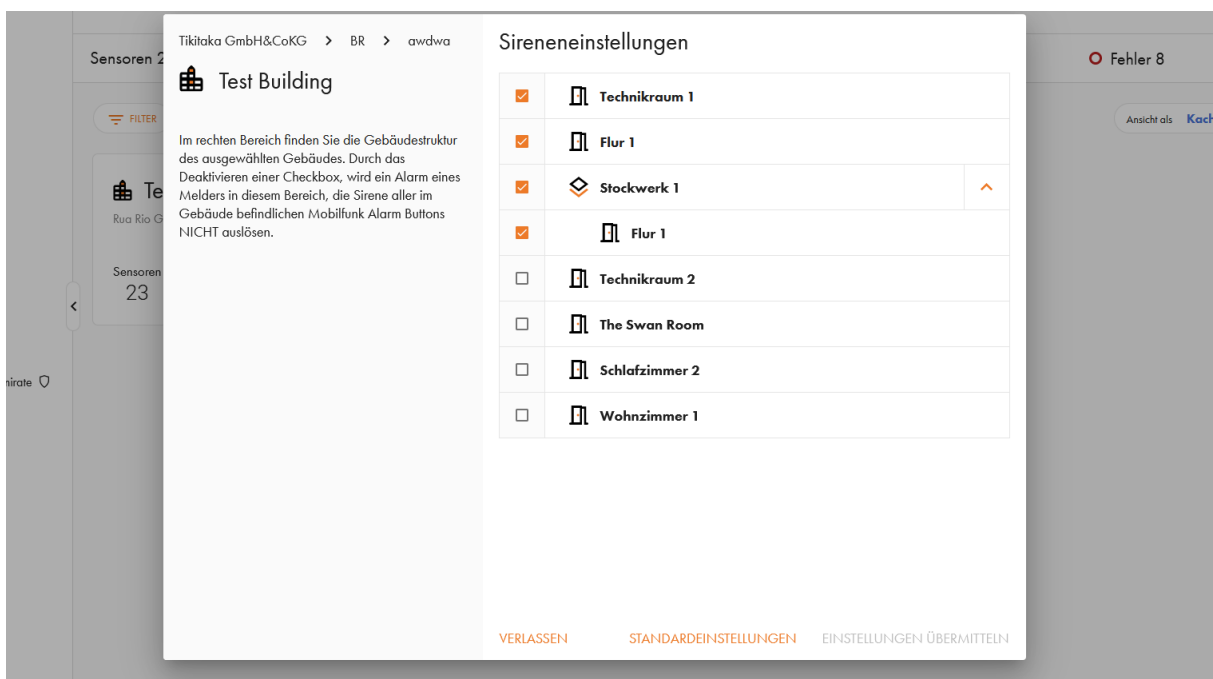 Tikitaka GmbH&CoKG > BR > awdwa
Test Building
Im rechten Bereich finden Sie die Gebäudestruktur
des ausgewählten Gebäudes. Durch das
Deaktivieren einer Checkbox, wird ein Alarm eines
Melders in diesem Bereich, die Sirene aller im
Gebäude befindlichen Mobilfunk Alarm Buttons
NICHT auslösen.
Sireneneinstellungen
Technikraum 1
Flur 1
Stockwerk 1
Flur 1
Technikraum 2
The Swan Room
Schlafzimmer 2
Wohnzimmer 1
VERLASSEN
STANDARDEINSTELLUNGEN
EINSTELLUNGEN ÜBERMITTELN
Sensoren 2
Fehler 8
FILTER
Ansicht als Kach
Te
Rua Rio G
Sensoren
23